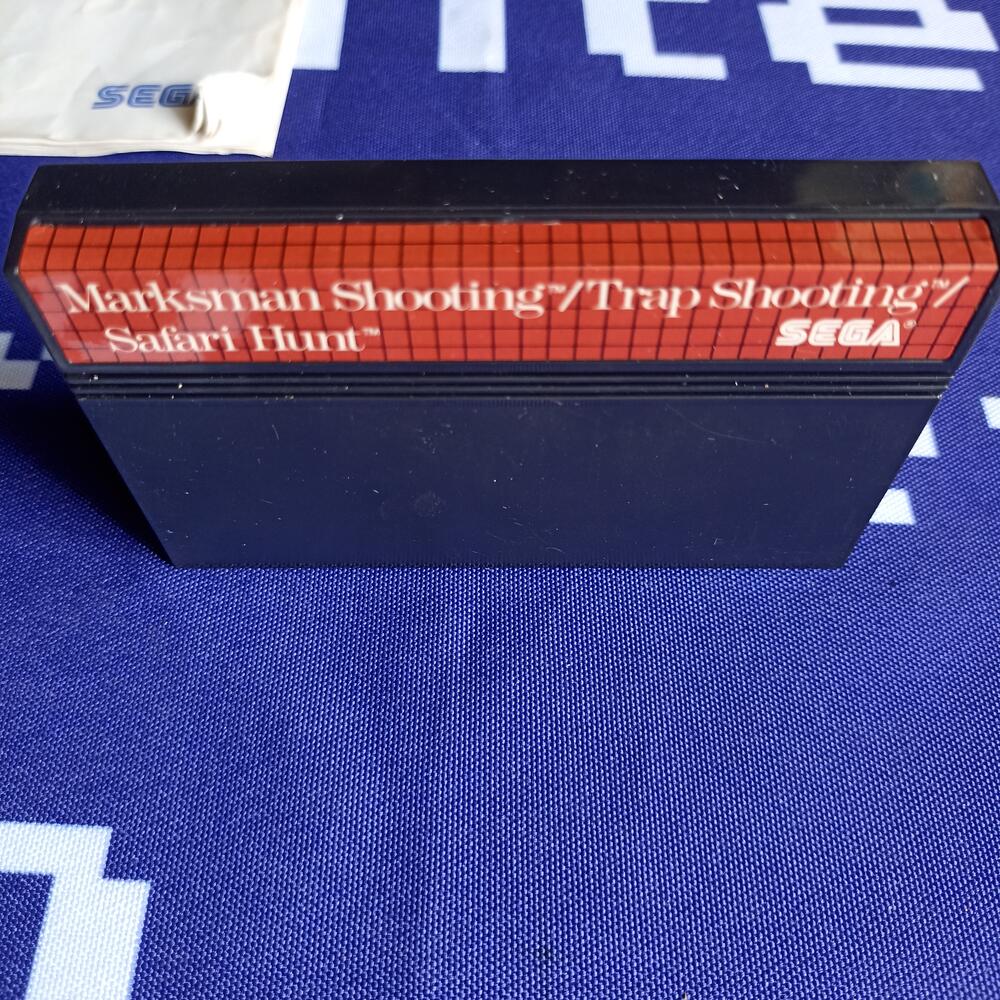 SEGA
Marksman Shooting™/Trap Shooting™/
Safari Hunt™
SEGA®